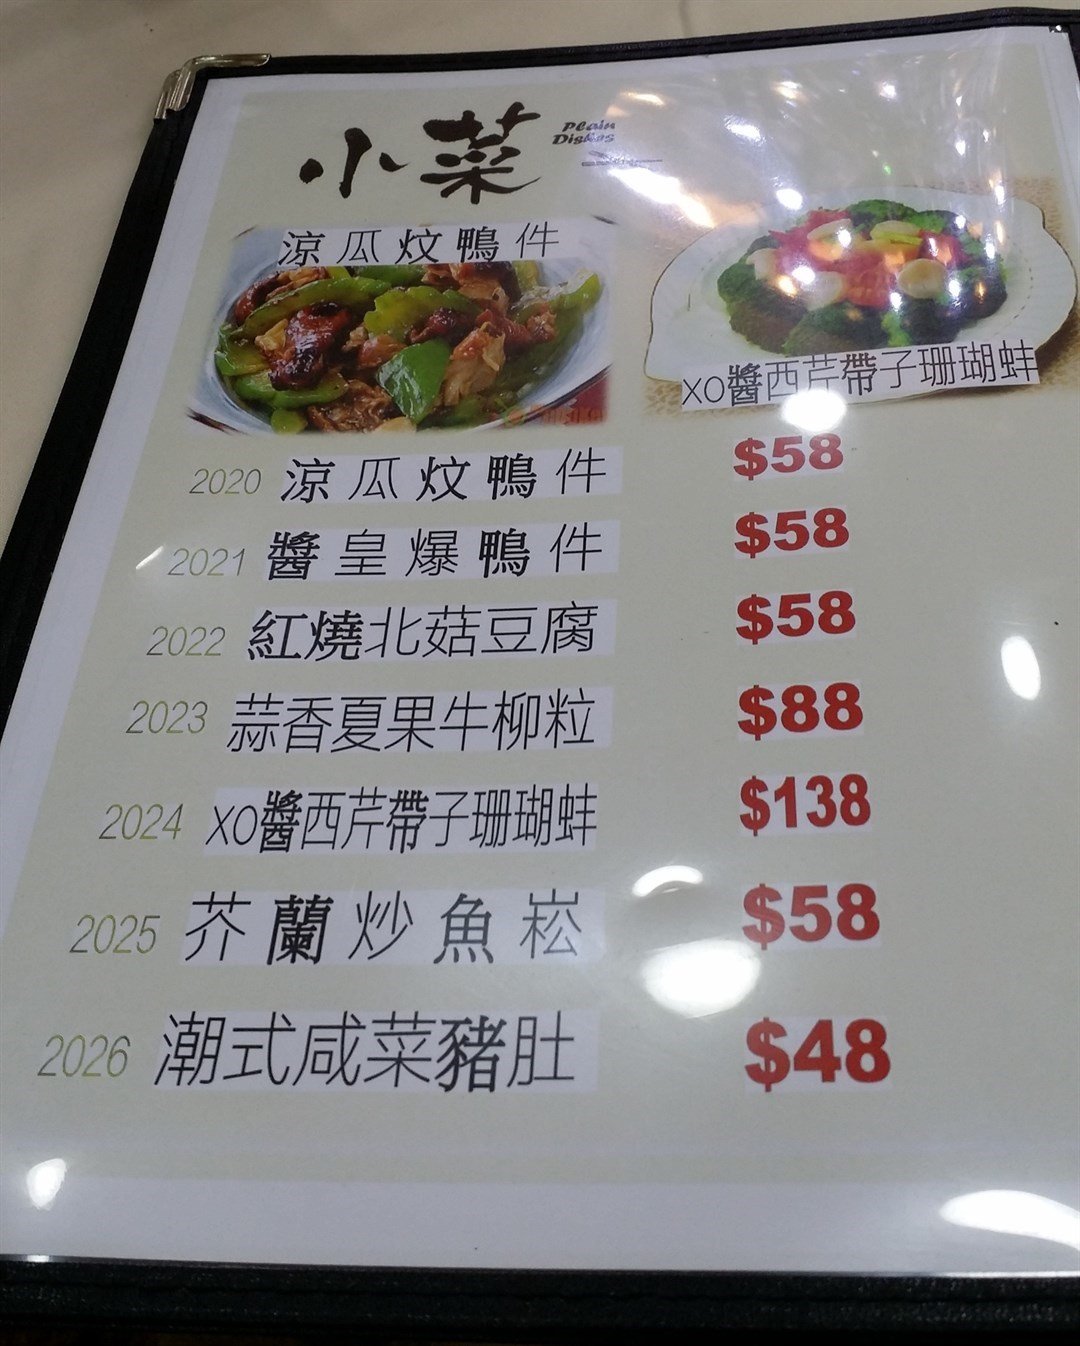 小菜 Plain
Dishes
涼瓜炆鴨件
XO醬西芹帶子珊瑚蚌
2020 涼瓜炆鴨件 $58
2021 醬皇爆鴨件 $58
2022 紅燒北菇豆腐 $58
2023 蒜香夏果牛柳粒 $88
2024 XO醬西芹帶子珊瑚蚌 $138
2025 芥蘭炒魚崧 $58
2026 潮式咸菜豬肚 $48